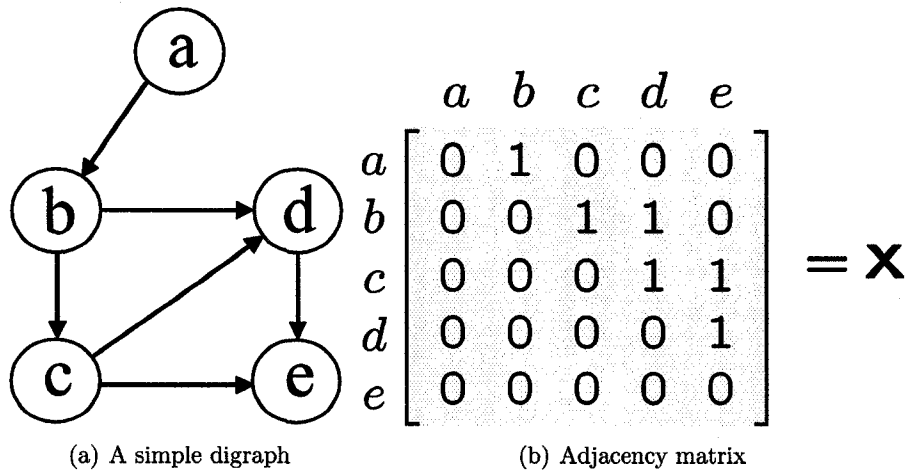 a
b d
c e
a b c d e
a 0 1 0 0 0
b 0 0 1 1 0
c 0 0 0 1 1
d 0 0 0 0 1
e 0 0 0 0 0
= X
(a) A simple digraph
(b) Adjacency matrix